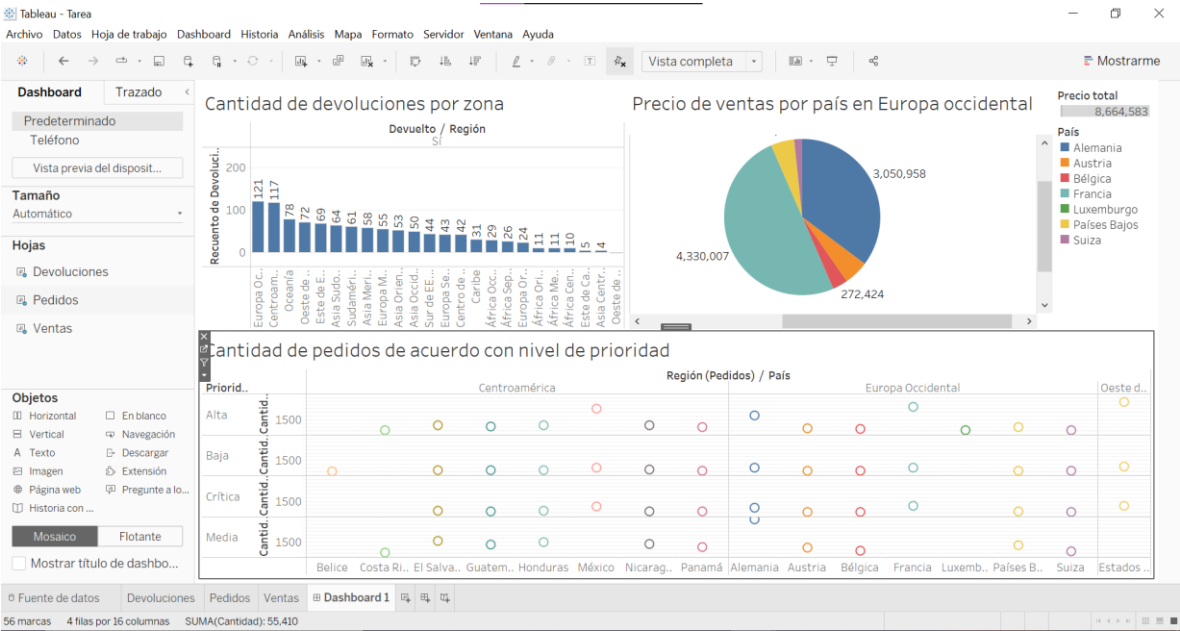 Tableau - Tarea
Archivo Datos Hoja de trabajo Dashboard Historia Análisis Mapa Formato Servidor Ventana Ayuda
Vista completa
Mostrarme
Dashboard
Trazado
Predeterminado
Teléfono
Vista previa del disposit...
Tamaño
Automático
Hojas
Devoluciones
Pedidos
Ventas
Objetos
Horizontal
En blanco
Vertical
Navegación
A Texto
Descargar
Imagen
Extensión
Página web
Pregunte a lo...
Historia con ...
Mosaico
Flotante
Mostrar título de dashbo...
Cantidad de devoluciones por zona
Devuelto / Región
Sí
Recuento de Devoluci..
200
100
0
121
117
78
72
69
64
61
58
55
53
50
44
43
42
31
29
26
24
11
11
10
5
4
Europa Oc..
Centroam..
Oceanía
Oeste de ..
Este de E..
Asia Sudo..
Sudaméri..
Asia Meri..
Europa M..
Asia Orien..
Asia Occid..
Sur de EE...
Europa Se..
Centro de ..
Caribe
África Occ..
África Sep..
Europa Or..
África Ori..
África Me..
África Cen..
Este de Ca..
Asia Centr..
Oeste de ..
Precio de ventas por país en Europa occidental
3,050,958
4,330,007
272,424
Precio total
8,664,583
País
Alemania
Austria
Bélgica
Francia
Luxemburgo
Países Bajos
Suiza
Cantidad de pedidos de acuerdo con nivel de prioridad
Región (Pedidos) / País
Priorid..
Centroamérica
Europa Occidental
Oeste d..
Alta
Cantid..
1500
Baja
Cantid..
1500
Crítica
Cantid..
1500
Media
Cantid..
1500
Belice Costa Ri.. El Salva.. Guatem.. Honduras México Nicarag.. Panamá Alemania Austria Bélgica Francia Luxemb.. Países B.. Suiza Estados ..
Fuente de datos
Devoluciones
Pedidos
Ventas
Dashboard 1
56 marcas 4 filas por 16 columnas SUMA(Cantidad): 55,410